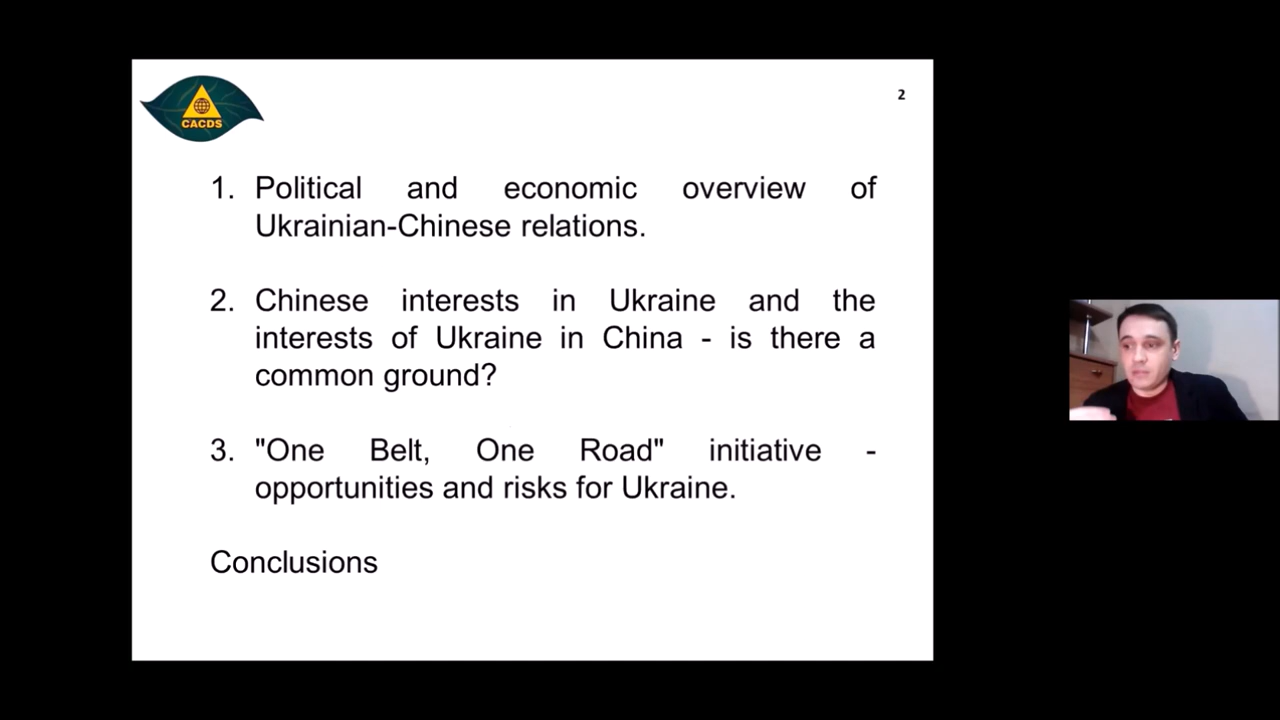 CACDS
2
1. Political and economic overview of
Ukrainian-Chinese relations.
2. Chinese interests in Ukraine and the
interests of Ukraine in China - is there a
common ground?
3. "One Belt, One Road" initiative -
opportunities and risks for Ukraine.
Conclusions